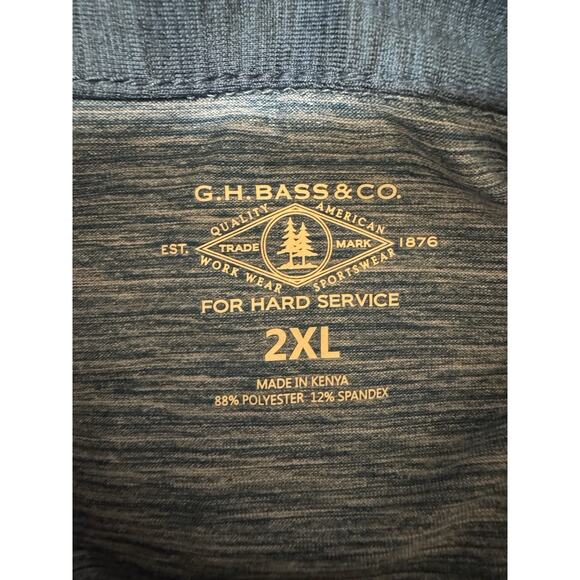 G.H.BASS&CO.
QUALITY AMERICAN
EST. TRADE MARK 1876
WORK WEAR SPORTSWEAR
FOR HARD SERVICE
2XL
MADE IN KENYA
88% POLYESTER 12% SPANDEX